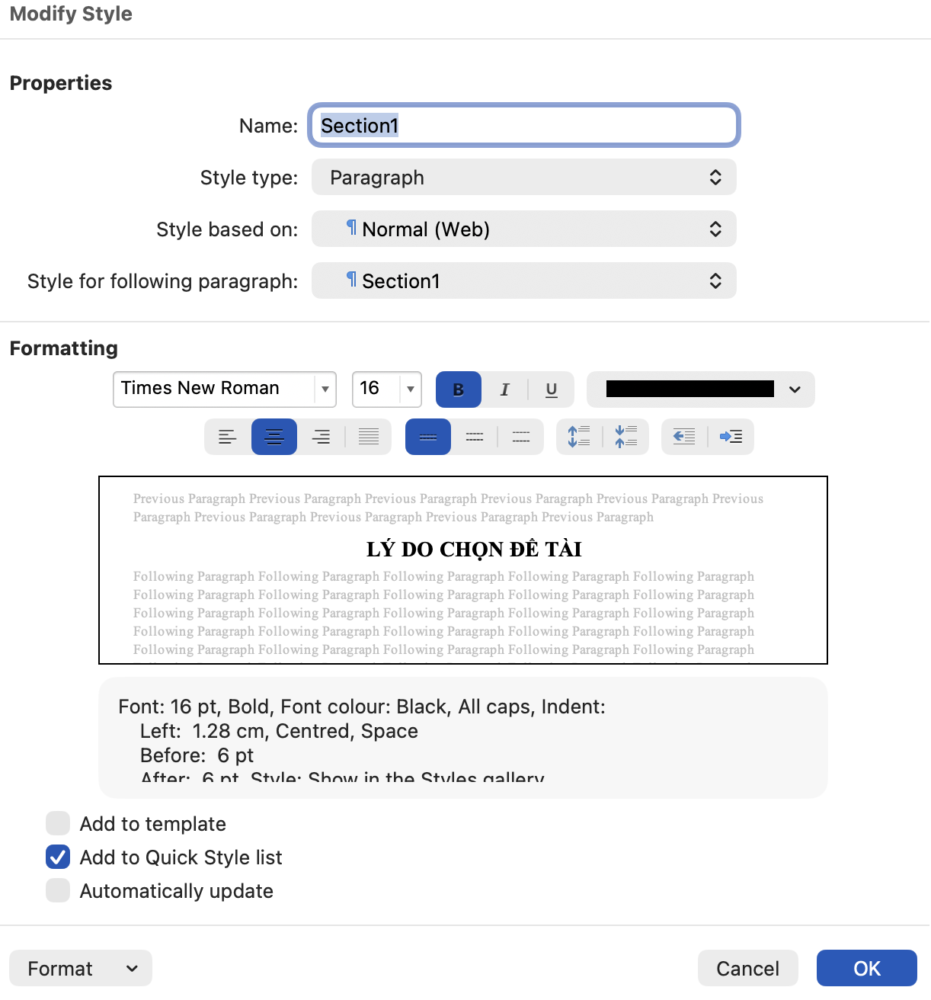 Modify Style
Properties
Name: Section1
Style type: Paragraph
Style based on: ¶ Normal (Web)
Style for following paragraph: ¶ Section1
Formatting
Times New Roman 16 B I U
Previous Paragraph Previous Paragraph Previous Paragraph Previous Paragraph Previous Paragraph Previous
Paragraph Previous Paragraph Previous Paragraph Previous Paragraph Previous Paragraph
LÝ DO CHỌN ĐỀ TÀI
Following Paragraph Following Paragraph Following Paragraph Following Paragraph Following Paragraph
Following Paragraph Following Paragraph Following Paragraph Following Paragraph Following Paragraph
Following Paragraph Following Paragraph Following Paragraph Following Paragraph Following Paragraph
Following Paragraph Following Paragraph Following Paragraph Following Paragraph Following Paragraph
Following Paragraph Following Paragraph Following Paragraph Following Paragraph Following Paragraph
Font: 16 pt, Bold, Font colour: Black, All caps, Indent:
Left: 1.28 cm, Centred, Space
Before: 6 pt
After: 6 pt, Style: Show in the Styles gallery
Add to template
Add to Quick Style list
Automatically update
Format Cancel OK